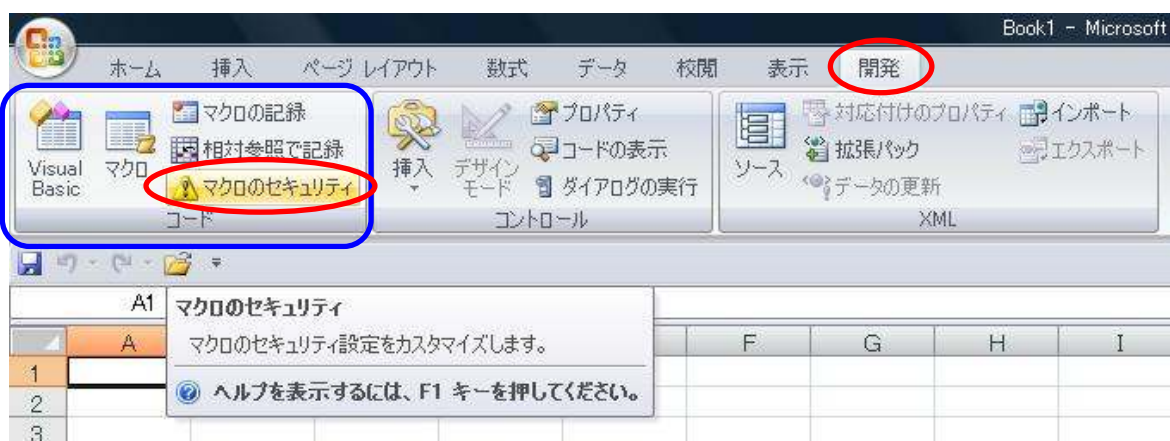 Book1 - Microsoft
ホーム 挿入 ページ レイアウト 数式 データ 校閲 表示 開発
Visual Basic
マクロ
マクロの記録
相対参照で記録
マクロのセキュリティ
コード
挿入
デザイン モード
プロパティ
コードの表示
ダイアログの実行
コントロール
ソース
対応付けのプロパティ
拡張パック
データの更新
インポート
エクスポート
XML
A1
マクロのセキュリティ
マクロのセキュリティ設定をカスタマイズします。
ヘルプを表示するには、F1 キーを押してください。
A F G H I
1
2
3